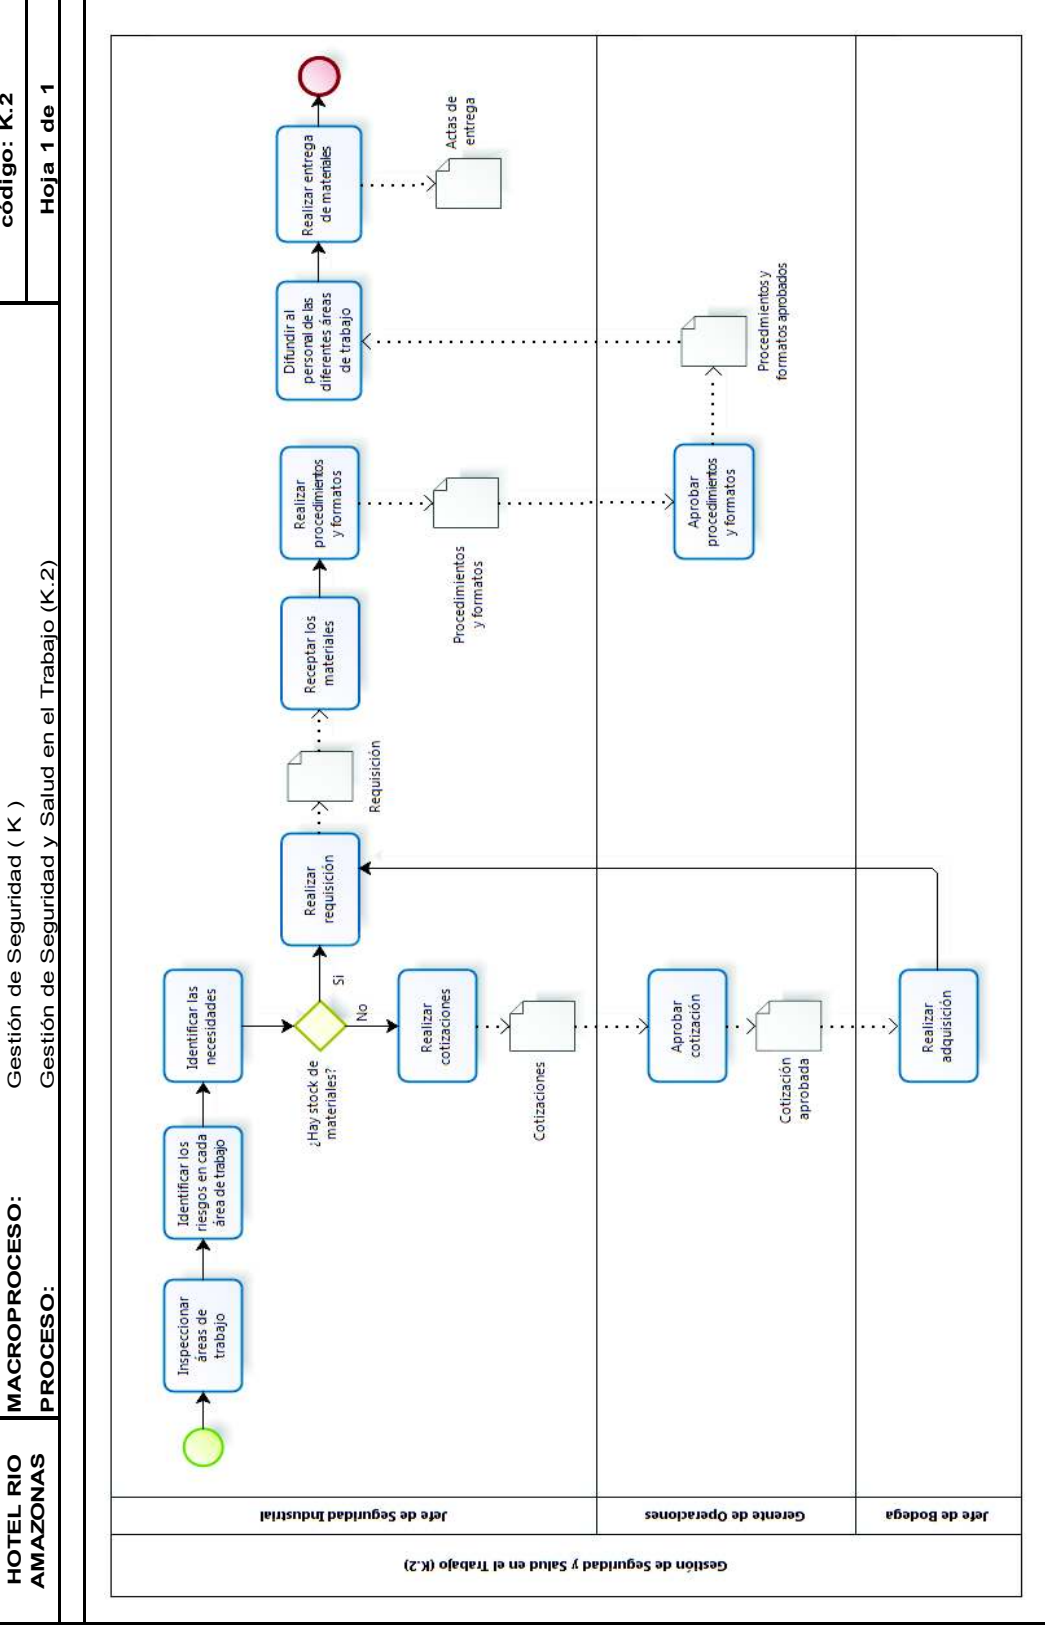 HOTEL RIO
AMAZONAS
MACROPROCESO:
Gestión de Seguridad ( K )
PROCESO:
Gestión de Seguridad y Salud en el Trabajo (K.2)
código: K.2
Hoja 1 de 1
Gestión de Seguridad y Salud en el Trabajo (K.2)
Jefe de Seguridad Industrial
Inspeccionar
áreas de
trabajo
Identificar los
riesgos en cada
área de trabajo
Identificar las
necesidades
¿Hay stock de
materiales?
Si
No
Realizar
requisición
Requisición
Receptar los
materiales
Realizar
procedimientos
y formatos
Procedimientos
y formatos
Difundir al
personal de las
diferentes áreas
de trabajo
Realizar entrega
de materiales
Actas de
entrega
Realizar
cotizaciones
Cotizaciones
Gerente de Operaciones
Aprobar
cotización
Cotización
aprobada
Aprobar
procedimientos
y formatos
Procedmientos y
formatos aprobados
Jefe de Bodega
Realizar
adquisición